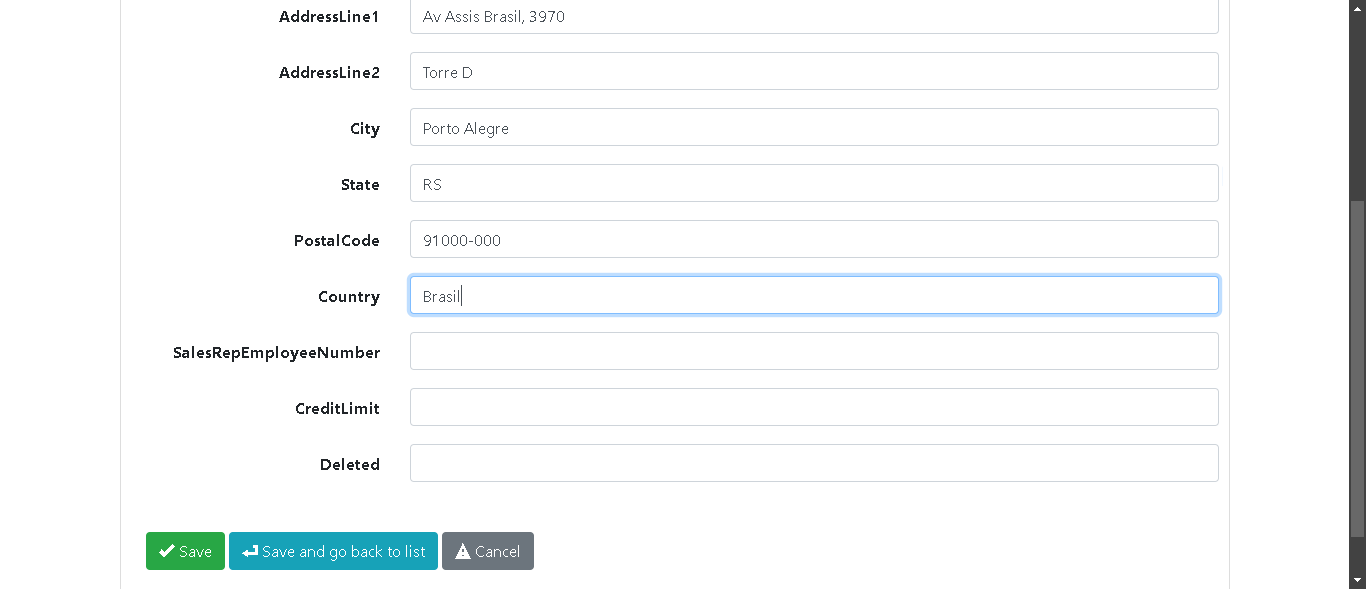 AddressLine1 Av Assis Brasil, 3970
AddressLine2 Torre D
City Porto Alegre
State RS
PostalCode 91000-000
Country Brasil
SalesRepEmployeeNumber
CreditLimit
Deleted
Save Save and go back to list Cancel